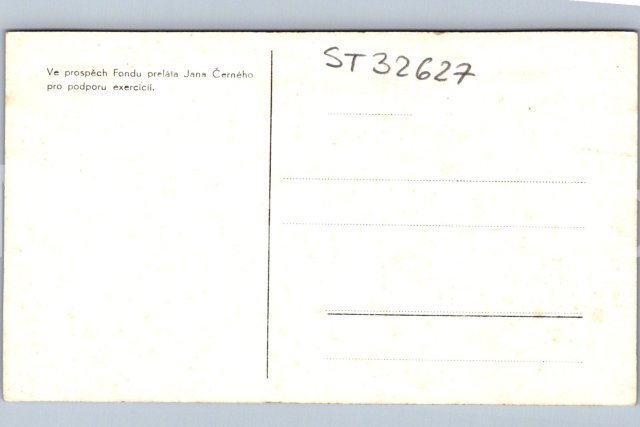 Ve prospěch Fondu preláta Jana Černého
pro podporu exercicií.
ST32627